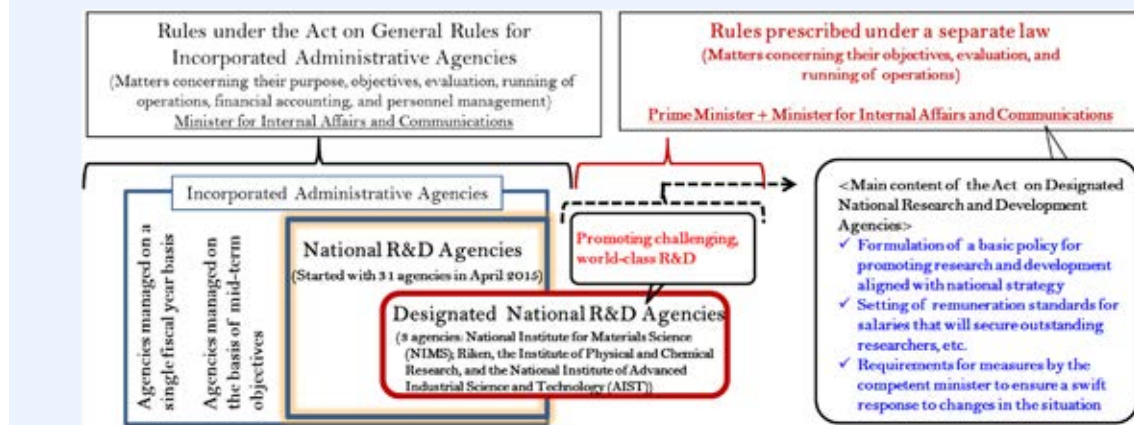 Rules under the Act on General Rules for
Incorporated Administrative Agencies
(Matters concerning their purpose, objectives, evaluation, running of
operations, financial accounting, and personnel management)
Minister for Internal Affairs and Communications
Rules prescribed under a separate law
(Matters concerning their objectives, evaluation, and
running of operations)
Prime Minister + Minister for Internal Affairs and Communications
Incorporated Administrative Agencies
Agencies managed on a
single fiscal year basis
Agencies managed on
the basis of mid-term
objectives
National R&D Agencies
(Started with 31 agencies in April 2015)
Promoting challenging,
world-class R&D
Designated National R&D Agencies
(3 agencies: National Institute for Materials Science
(NIMS); Riken, the Institute of Physical and Chemical
Research, and the National Institute of Advanced
Industrial Science and Technology (AIST))
<Main content of the Act on Designated
National Research and Development
Agencies>
✓ Formulation of a basic policy for
promoting research and development
aligned with national strategy
✓ Setting of remuneration standards for
salaries that will secure outstanding
researchers, etc.
✓ Requirements for measures by the
competent minister to ensure a swift
response to changes in the situation